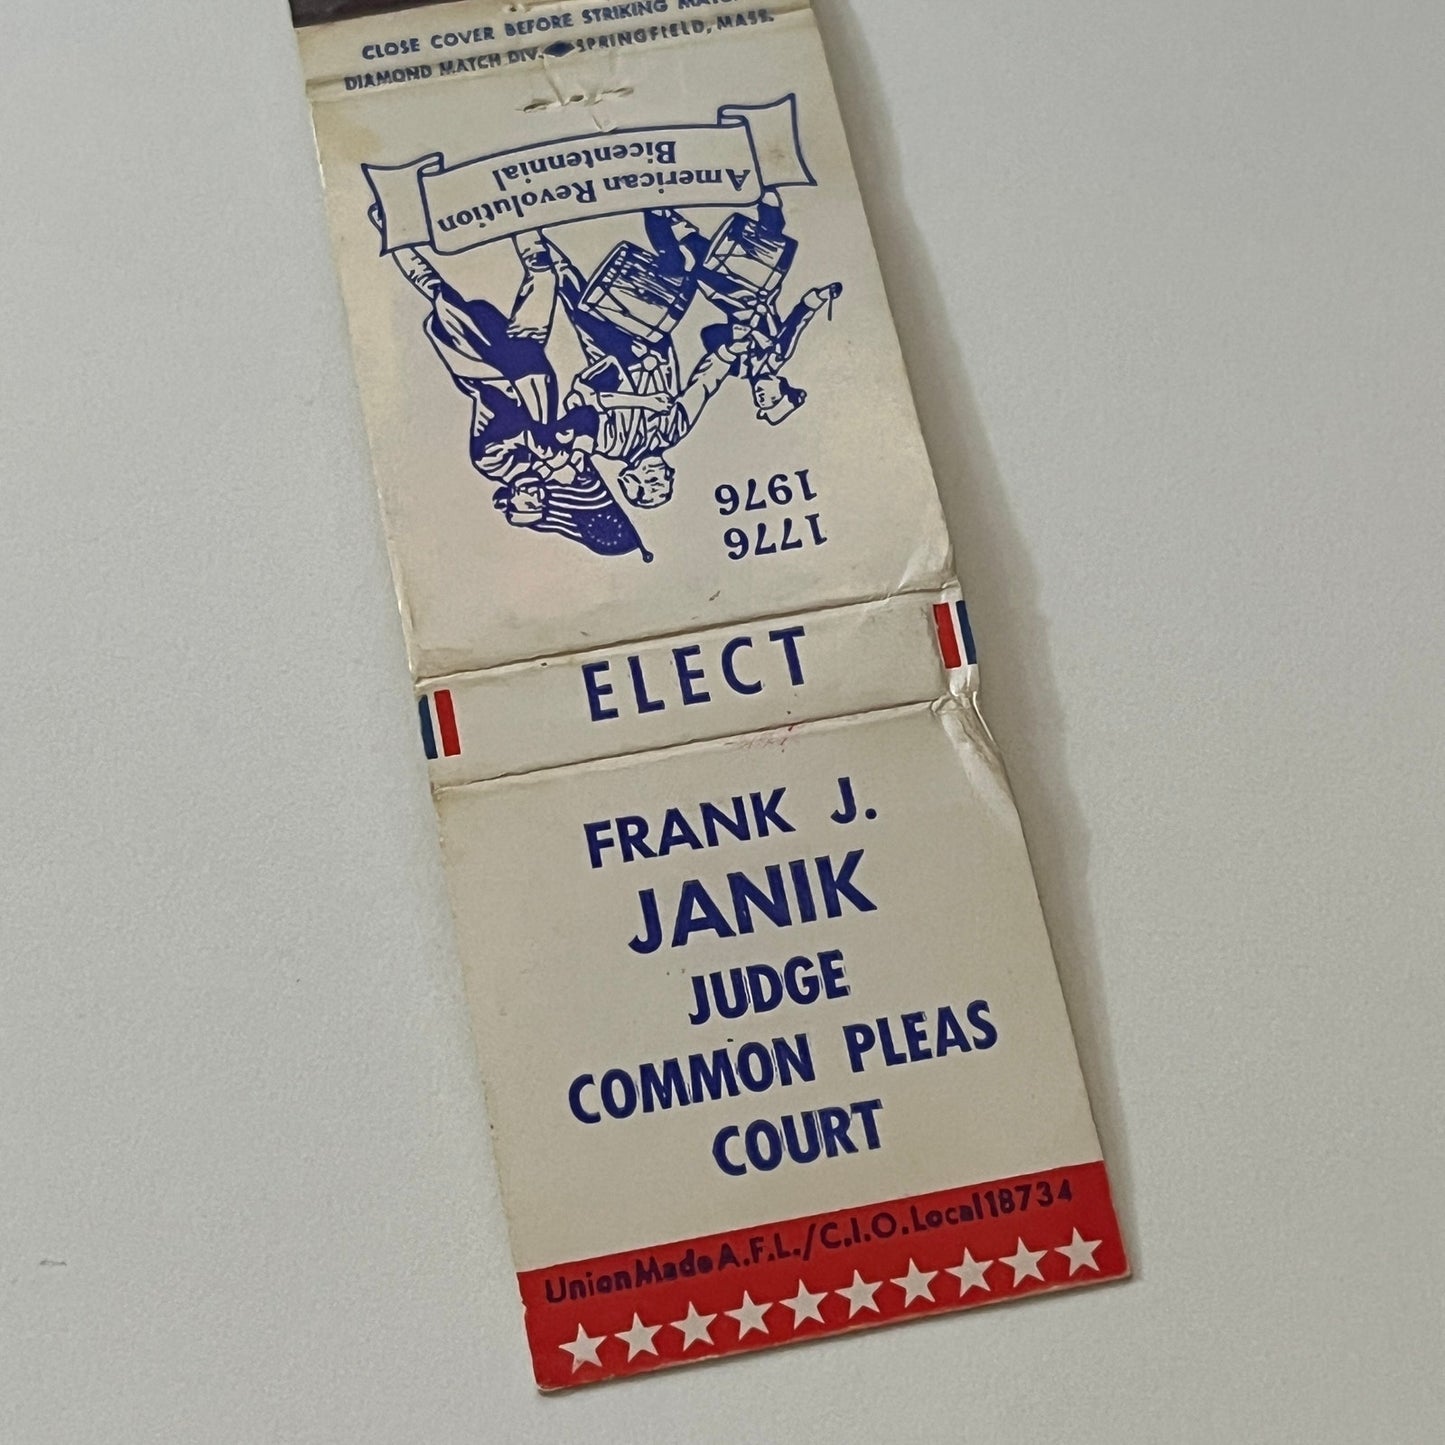 CLOSE COVER BEFORE STRIKING
DIAMOND MATCH DIV. SPRINGFIELD, MASS.
American Revolution
Bicentennial
1776
1976
ELECT
FRANK J.
JANIK
JUDGE
COMMON PLEAS
COURT
Union Made A.F.L./C.I.O. Local 18734